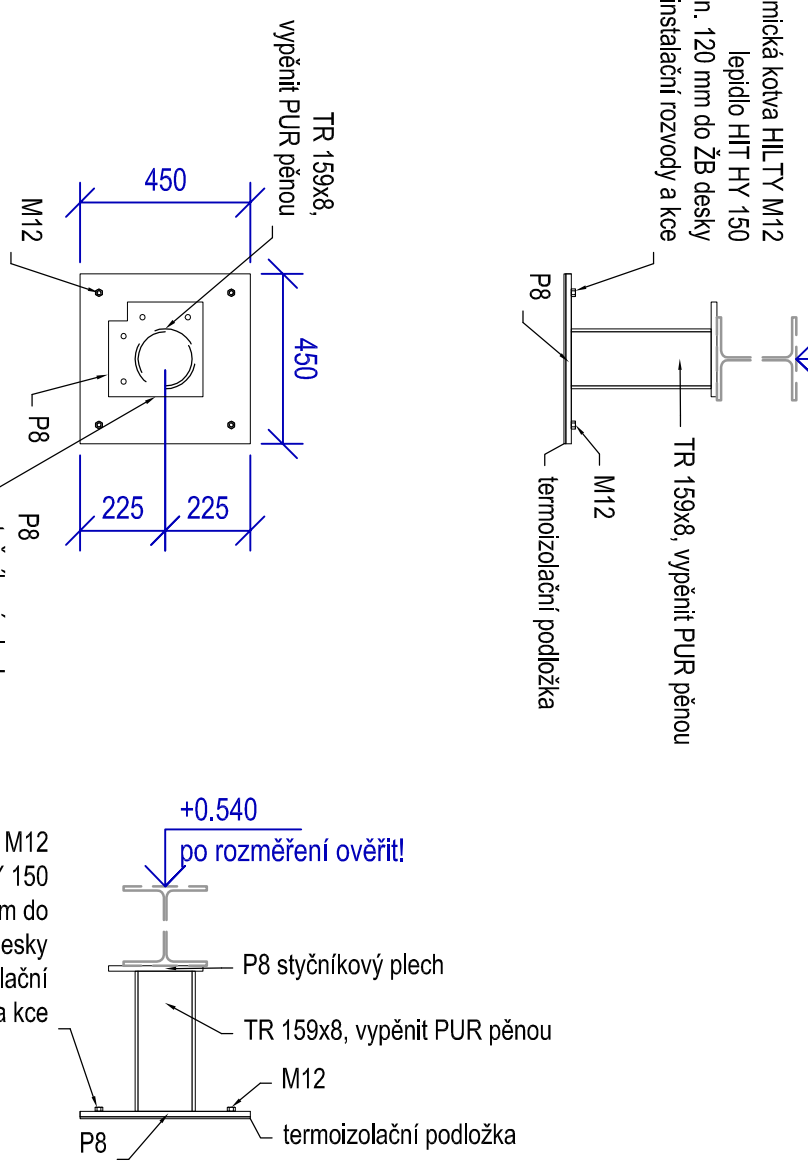 mická kotva HILTY M12
lepidlo HIT HY 150
n. 120 mm do ŽB desky
instalační rozvody a kce
P8
M12
TR 159x8, vypěnit PUR pěnou
termoizolační podložka
TR 159x8,
vypěnit PUR pěnou
450
450
M12
P8
225
225
P8
+0.540
po rozměření ověřit!
M12
150
m do
esky
lační
a kce
P8 styčníkový plech
TR 159x8, vypěnit PUR pěnou
M12
termoizolační podložka
P8